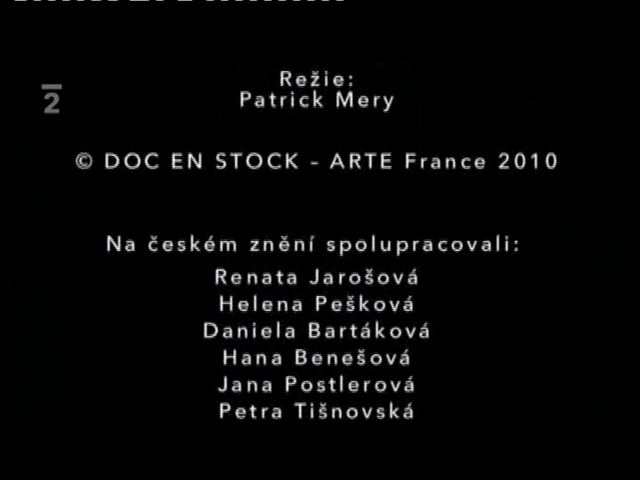 2
Režie:
Patrick Mery
© DOC EN STOCK – ARTE France 2010
Na českém znění spolupracovali:
Renata Jarošová
Helena Pešková
Daniela Bartáková
Hana Benešová
Jana Postlerová
Petra Tišnovská